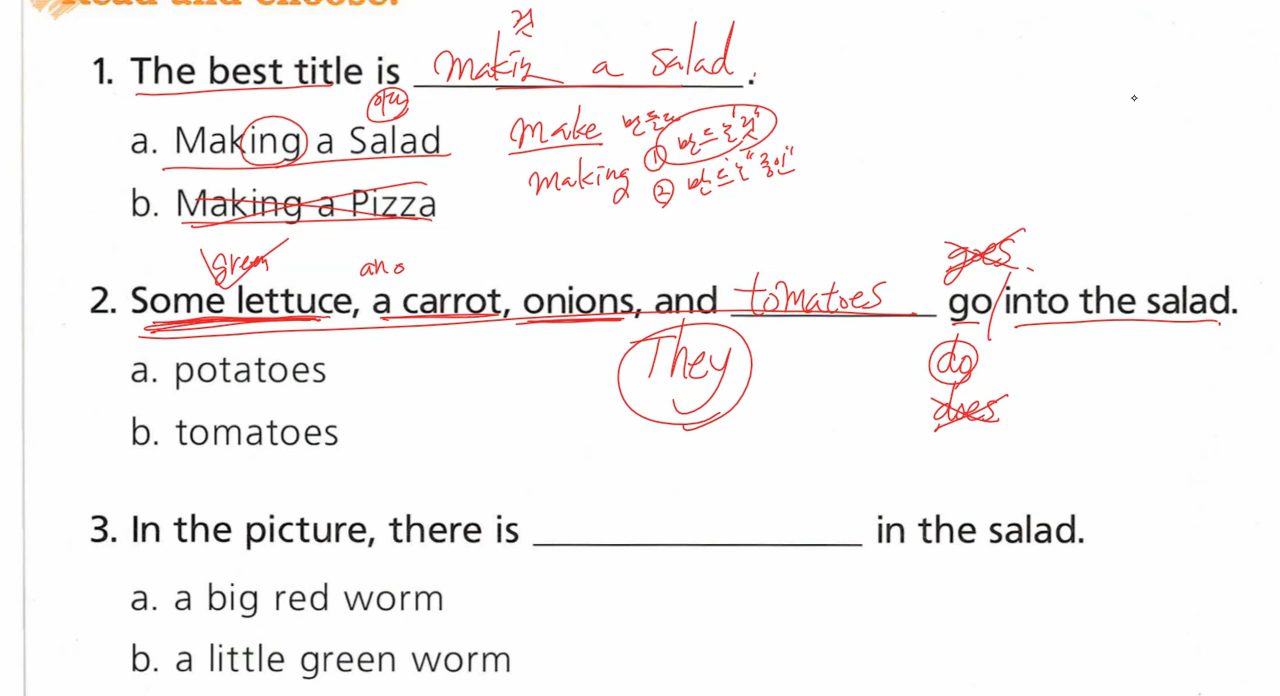 Read and choose.
것
1. The best title is making a salad.
a. Making a Salad
make 만들다
① 만드는 "것"
making ② 만드는 "중인"
b. Making a Pizza
green
goes
2. Some lettuce, a carrot, onions, and tomatoes go / into the salad.
They
do
does
a. potatoes
b. tomatoes
3. In the picture, there is ______ in the salad.
a. a big red worm
b. a little green worm